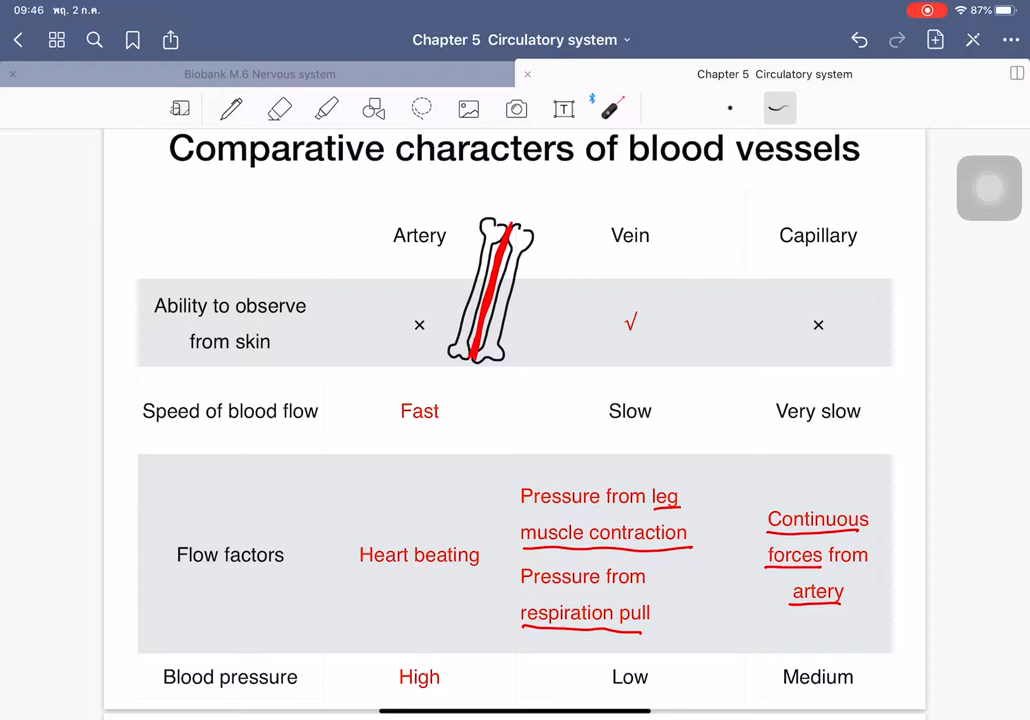 09:46 พฤ. 2 ก.ค. 87%
Chapter 5 Circulatory system
Biobank M.6 Nervous system
Chapter 5 Circulatory system
T
Comparative characters of blood vessels
Artery Vein Capillary
Ability to observe
from skin
× √ ×
Speed of blood flow Fast Slow Very slow
Flow factors
Heart beating
Pressure from leg
muscle contraction
Pressure from
respiration pull
Continuous
forces from
artery
Blood pressure High Low Medium